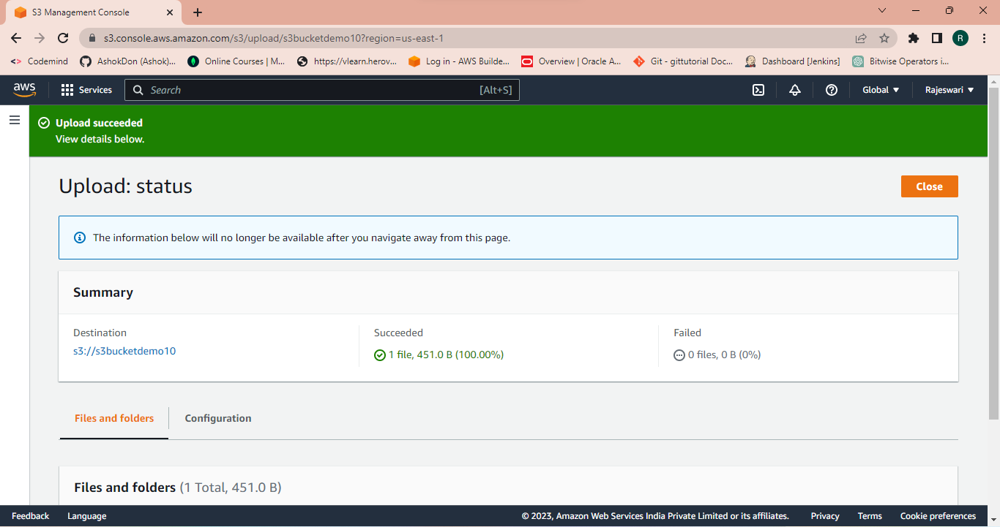 S3 Management Console
s3.console.aws.amazon.com/s3/upload/s3bucketdemo10?region=us-east-1
R
<> Codemind AshokDon (Ashok)... Online Courses | M... https://vlearn.herov... Log in - AWS Builde... Overview | Oracle A... Git - gittutorial Doc... Dashboard [Jenkins] Bitwise Operators i...
aws Services Search [Alt+S] Global Rajeswari
Upload succeeded
View details below.
Upload: status
Close
The information below will no longer be available after you navigate away from this page.
Summary
Destination Succeeded Failed
s3://s3bucketdemo10 1 file, 451.0 B (100.00%) 0 files, 0 B (0%)
Files and folders Configuration
Files and folders (1 Total, 451.0 B)
Feedback Language © 2023, Amazon Web Services India Private Limited or its affiliates. Privacy Terms Cookie preferences